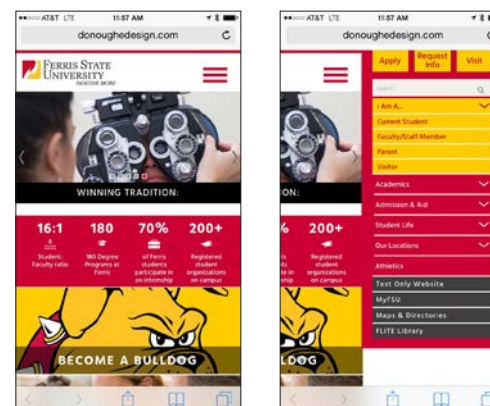 AT&T LTE 11:57 AM
donoughedesign.com
FERRIS STATE
UNIVERSITY
IMAGINE MORE
WINNING TRADITION:
16:1 180 70% 200+
Student:
Faculty ratio
180 Degree
Programs at
Ferris
of Ferris
students
participate in
an internship
Registered
student
organizations
on campus
BECOME A BULLDOG
AT&T LTE 11:57 AM
donoughedesign.com
ION:
% 200+
Registered
student
organizations
on campus
LDOG
Apply
Request
Info
Visit
Search
I Am A...
Current Student
Faculty/Staff Member
Parent
Visitor
Academics
Admission & Aid
Student Life
Our Locations
Athletics
Text Only Website
MyFSU
Maps & Directories
FLITE Library